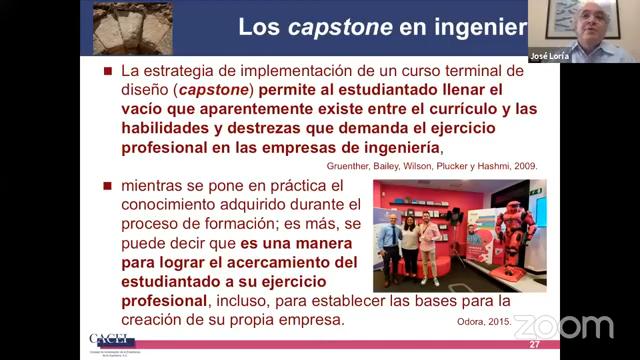 Los capstone en ingenier
José Loría
La estrategia de implementación de un curso terminal de
diseño (capstone) permite al estudiantado llenar el
vacío que aparentemente existe entre el currículo y las
habilidades y destrezas que demanda el ejercicio
profesional en las empresas de ingeniería,
Gruenther, Bailey, Wilson, Plucker y Hashmi, 2009.
mientras se pone en práctica el
conocimiento adquirido durante el
proceso de formación; es más, se
puede decir que es una manera
para lograr el acercamiento del
estudiantado a su ejercicio
profesional, incluso, para establecer las bases para la
creación de su propia empresa.
Odora, 2015.
CACEI
zoom
27